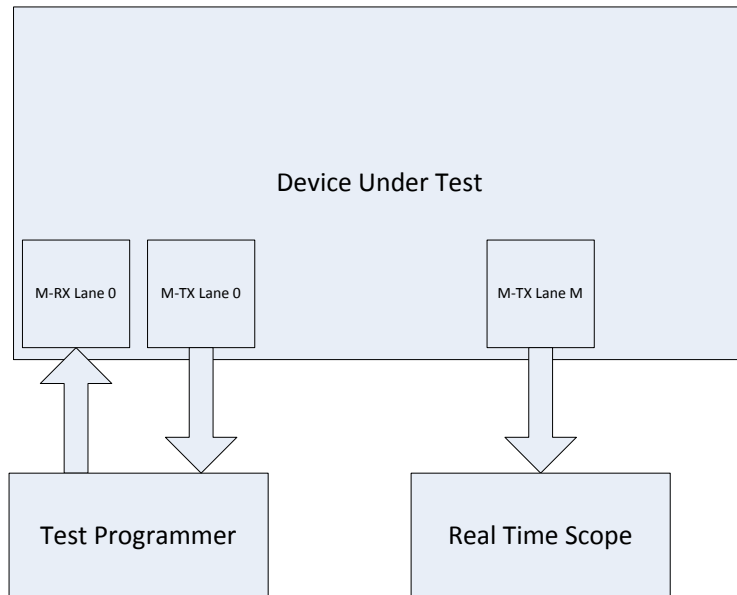 Device Under Test
M-RX Lane 0
M-TX Lane 0
M-TX Lane M
Test Programmer
Real Time Scope